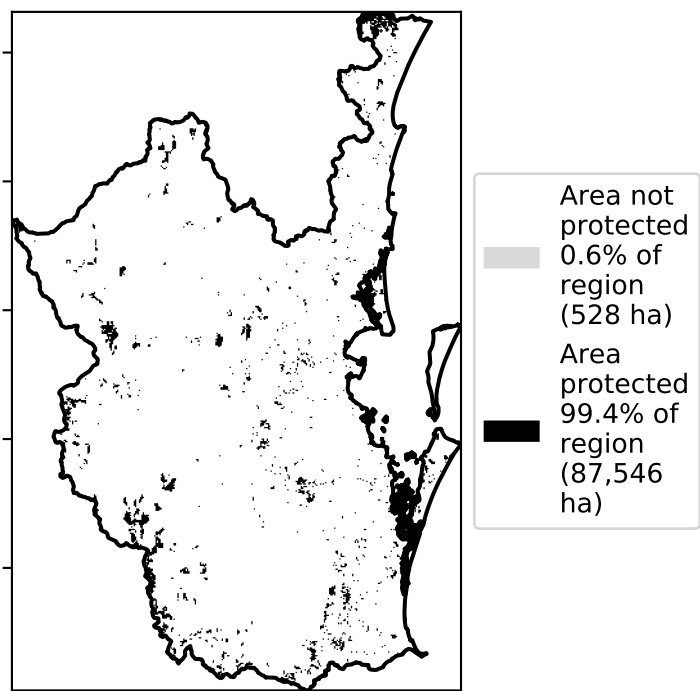 Area not
protected
0.6% of
region
(528 ha)
Area
protected
99.4% of
region
(87,546
ha)